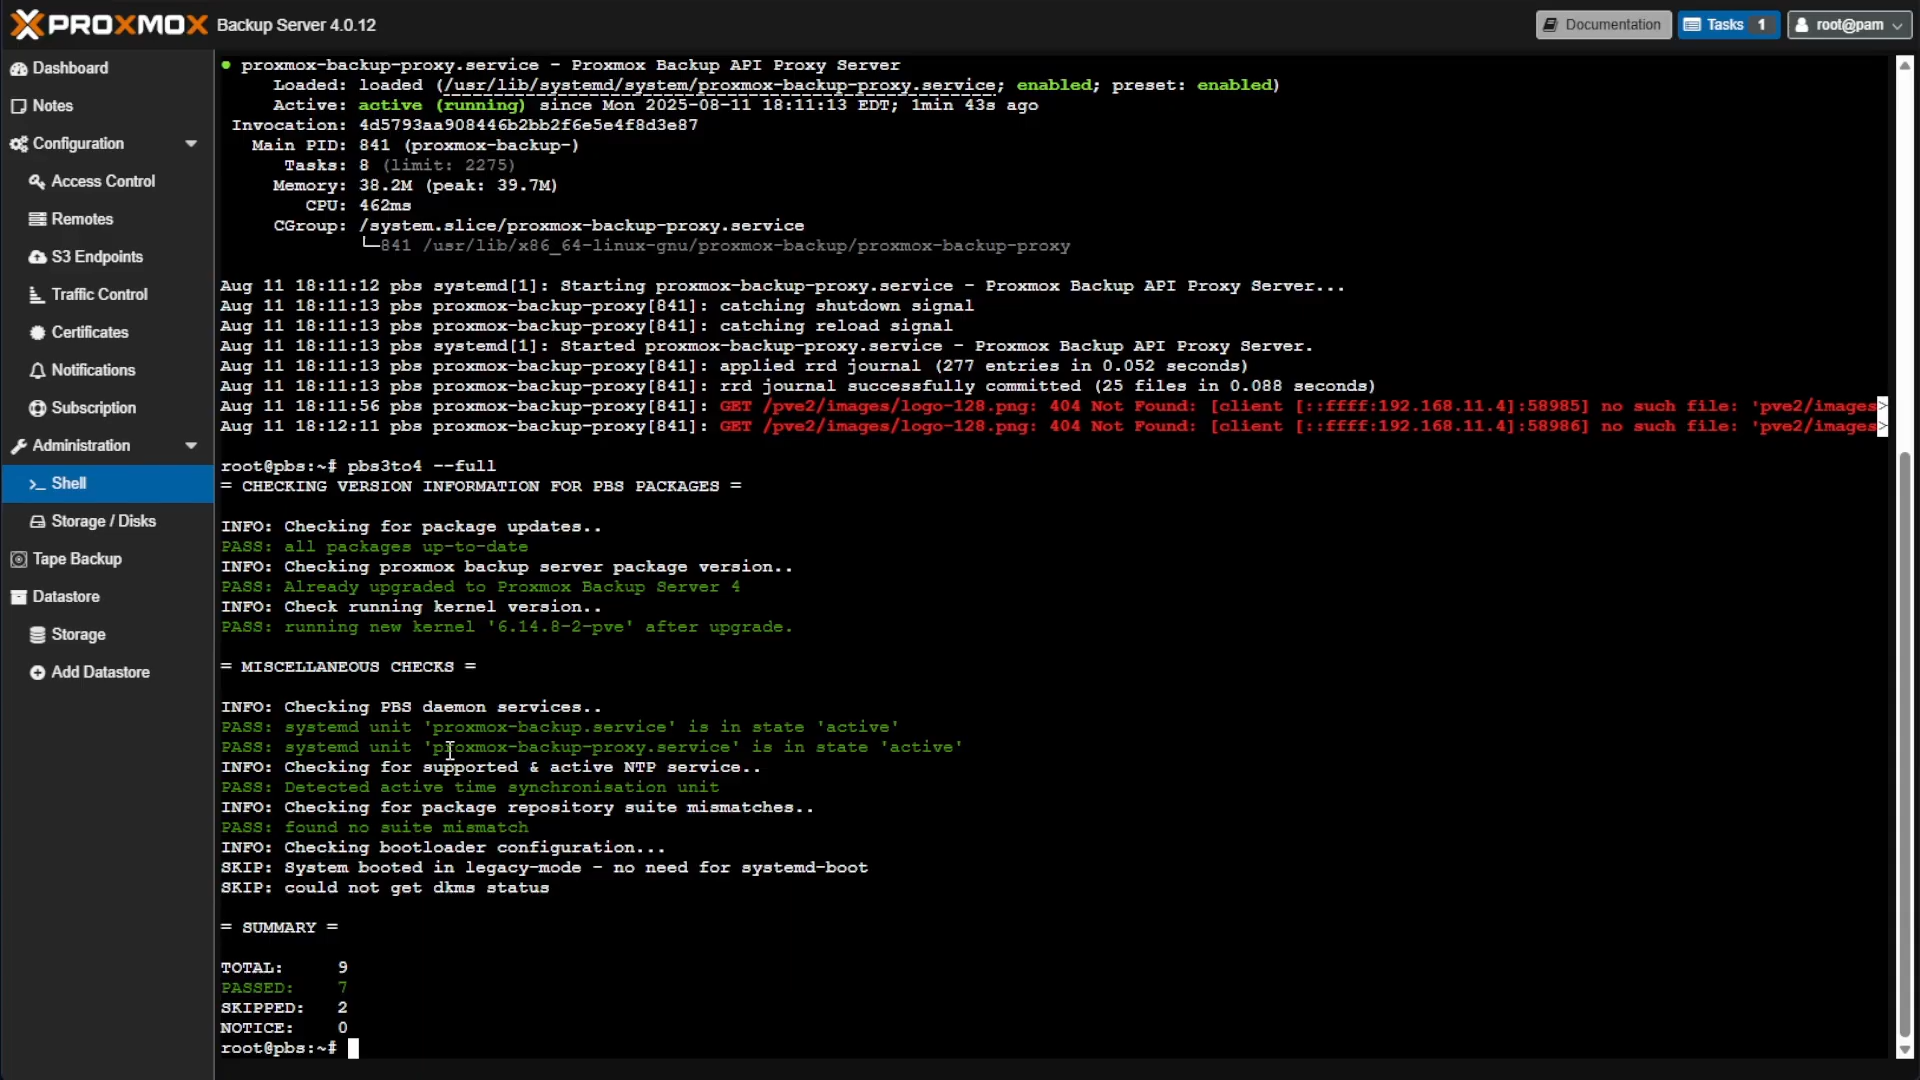 PROXMOX Backup Server 4.0.12
Documentation
Tasks 1
root@pam
Dashboard
Notes
Configuration
Access Control
Remotes
S3 Endpoints
Traffic Control
Certificates
Notifications
Subscription
Administration
>_ Shell
Storage / Disks
Tape Backup
Datastore
Storage
Add Datastore
● proxmox-backup-proxy.service - Proxmox Backup API Proxy Server
Loaded: loaded (/usr/lib/systemd/system/proxmox-backup-proxy.service; enabled; preset: enabled)
Active: active (running) since Mon 2025-08-11 18:11:13 EDT; 1min 43s ago
Invocation: 4d5793aa908446b2bb2f6e5e4f8d3e87
Main PID: 841 (proxmox-backup-)
Tasks: 8 (limit: 2275)
Memory: 38.2M (peak: 39.7M)
CPU: 462ms
CGroup: /system.slice/proxmox-backup-proxy.service
└─841 /usr/lib/x86_64-linux-gnu/proxmox-backup/proxmox-backup-proxy
Aug 11 18:11:12 pbs systemd[1]: Starting proxmox-backup-proxy.service - Proxmox Backup API Proxy Server...
Aug 11 18:11:13 pbs proxmox-backup-proxy[841]: catching shutdown signal
Aug 11 18:11:13 pbs proxmox-backup-proxy[841]: catching reload signal
Aug 11 18:11:13 pbs systemd[1]: Started proxmox-backup-proxy.service - Proxmox Backup API Proxy Server.
Aug 11 18:11:13 pbs proxmox-backup-proxy[841]: applied rrd journal (277 entries in 0.052 seconds)
Aug 11 18:11:13 pbs proxmox-backup-proxy[841]: rrd journal successfully committed (25 files in 0.088 seconds)
Aug 11 18:11:56 pbs proxmox-backup-proxy[841]: GET /pve2/images/logo-128.png: 404 Not Found: [client [::ffff:192.168.11.4]:58985] no such file: 'pve2/images>
Aug 11 18:12:11 pbs proxmox-backup-proxy[841]: GET /pve2/images/logo-128.png: 404 Not Found: [client [::ffff:192.168.11.4]:58986] no such file: 'pve2/images>
root@pbs:~# pbs3to4 --full
= CHECKING VERSION INFORMATION FOR PBS PACKAGES =
INFO: Checking for package updates..
PASS: all packages up-to-date
INFO: Checking proxmox backup server package version..
PASS: Already upgraded to Proxmox Backup Server 4
INFO: Check running kernel version..
PASS: running new kernel '6.14.8-2-pve' after upgrade.
= MISCELLANEOUS CHECKS =
INFO: Checking PBS daemon services..
PASS: systemd unit 'proxmox-backup.service' is in state 'active'
PASS: systemd unit 'proxmox-backup-proxy.service' is in state 'active'
INFO: Checking for supported & active NTP service..
PASS: Detected active time synchronisation unit
INFO: Checking for package repository suite mismatches..
PASS: found no suite mismatch
INFO: Checking bootloader configuration...
SKIP: System booted in legacy-mode - no need for systemd-boot
SKIP: could not get dkms status
= SUMMARY =
TOTAL: 9
PASSED: 7
SKIPPED: 2
NOTICE: 0
root@pbs:~#